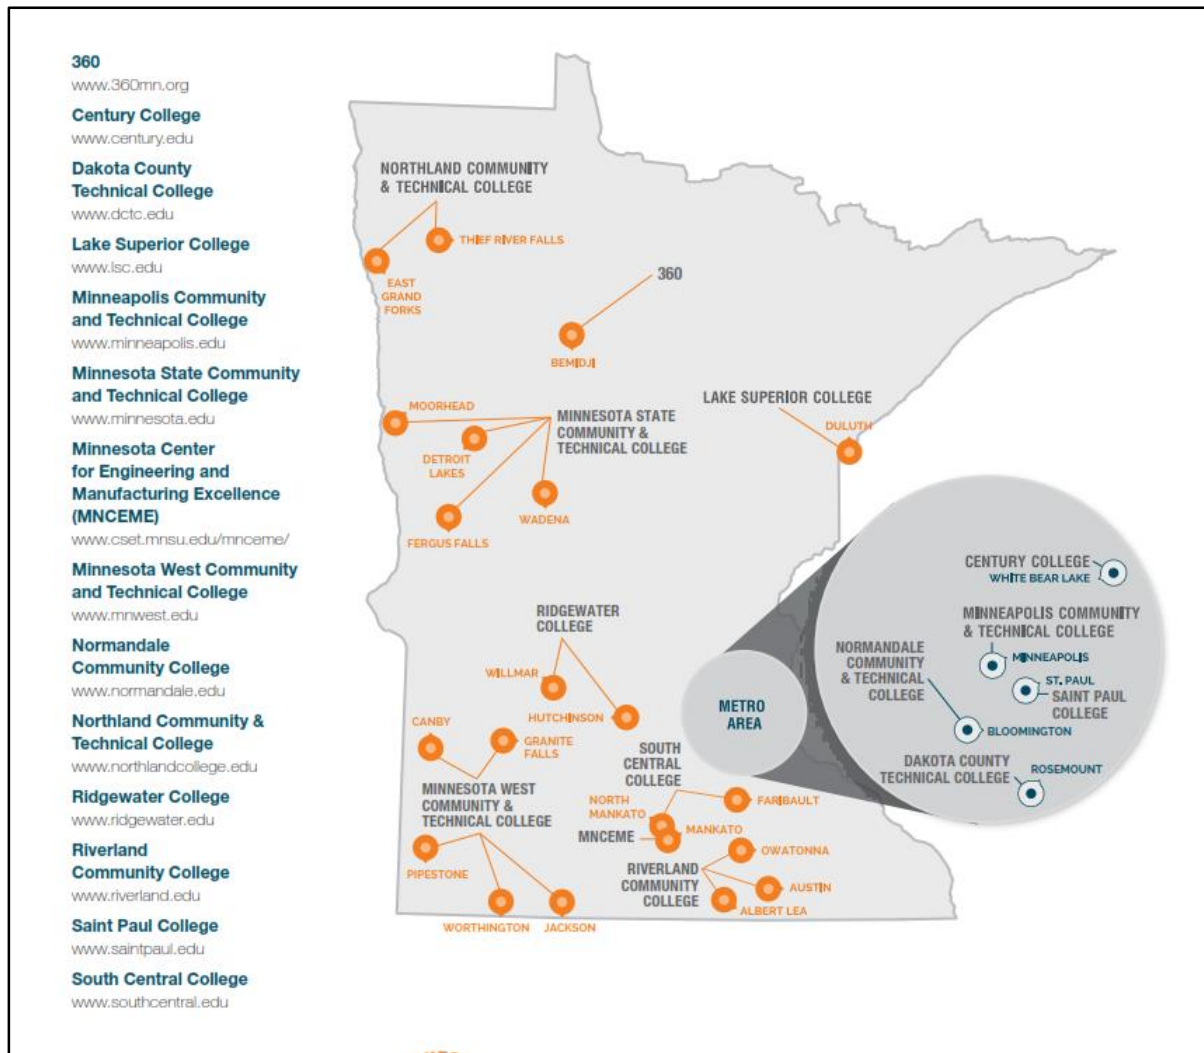 360
www.360mn.org
Century College
www.century.edu
Dakota County
Technical College
www.dctc.edu
Lake Superior College
www.lsc.edu
Minneapolis Community
and Technical College
www.minneapolis.edu
Minnesota State Community
and Technical College
www.minnesota.edu
Minnesota Center
for Engineering and
Manufacturing Excellence
(MNCEME)
www.cset.mnsu.edu/mnceme/
Minnesota West Community
and Technical College
www.mnwest.edu
Normandale
Community College
www.normandale.edu
Northland Community &
Technical College
www.northlandcollege.edu
Ridgewater College
www.ridgewater.edu
Riverland
Community College
www.riverland.edu
Saint Paul College
www.saintpaul.edu
South Central College
www.southcentral.edu
NORTHLAND COMMUNITY
& TECHNICAL COLLEGE
THIEF RIVER FALLS
EAST
GRAND
FORKS
360
BEMIDJI
LAKE SUPERIOR COLLEGE
DULUTH
MOORHEAD
MINNESOTA STATE
COMMUNITY &
TECHNICAL COLLEGE
DETROIT
LAKES
WADENA
FERGUS FALLS
RIDGEWATER
COLLEGE
WILLMAR
HUTCHINSON
CANBY
GRANITE
FALLS
MINNESOTA WEST
COMMUNITY &
TECHNICAL COLLEGE
PIPESTONE
WORTHINGTON
JACKSON
SOUTH
CENTRAL
COLLEGE
NORTH
MANKATO
FARIBAULT
MNCEME
MANKATO
OWATONNA
RIVERLAND
COMMUNITY
COLLEGE
AUSTIN
ALBERT LEA
METRO
AREA
CENTURY COLLEGE
WHITE BEAR LAKE
MINNEAPOLIS COMMUNITY
& TECHNICAL COLLEGE
MINNEAPOLIS
NORMANDALE
COMMUNITY
& TECHNICAL
COLLEGE
ST. PAUL
SAINT PAUL
COLLEGE
BLOOMINGTON
DAKOTA COUNTY
TECHNICAL COLLEGE
ROSEMOUNT